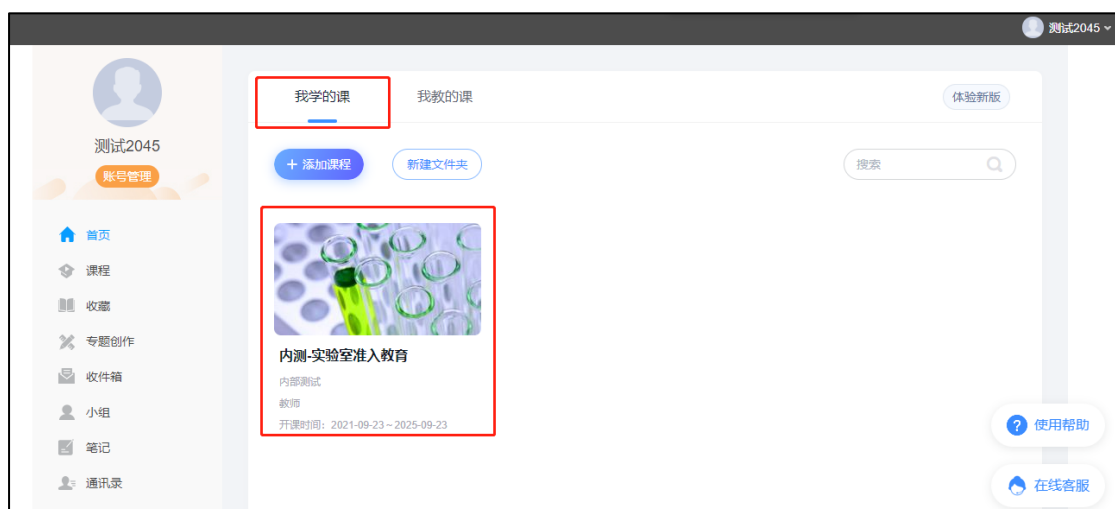 测试2045
我学的课
我教的课
体验新版
测试2045
账号管理
+ 添加课程
新建文件夹
搜索
首页
课程
收藏
专题创作
收件箱
小组
笔记
通讯录
内测-实验室准入教育
内部测试
教师
开课时间：2021-09-23～2025-09-23
? 使用帮助
在线客服